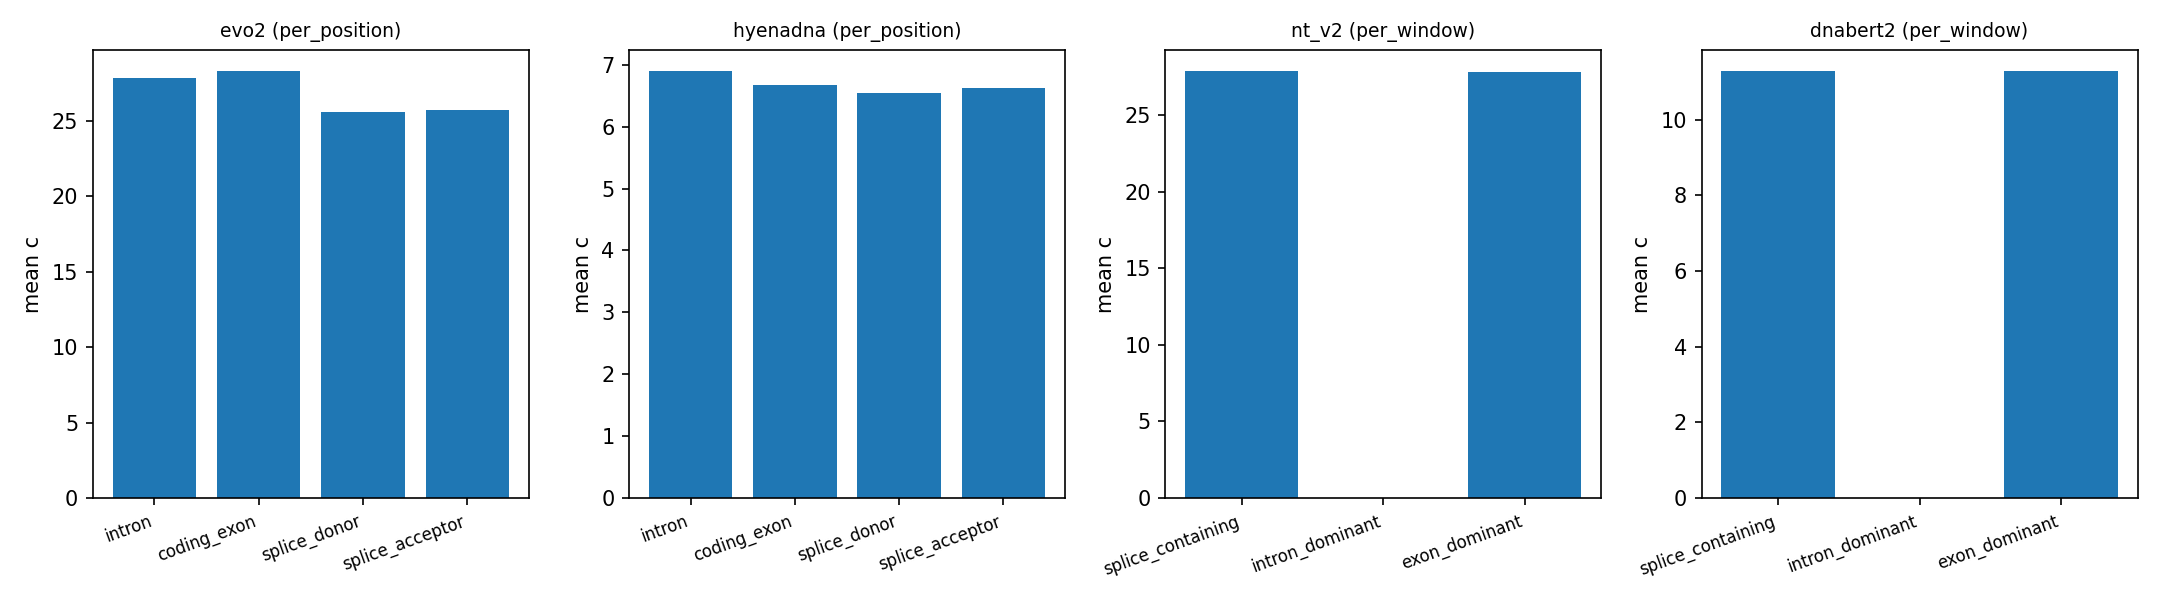 evo2 (per_position)
mean c
25
20
15
10
5
0
intron
coding_exon
splice_donor
splice_acceptor
hyenadna (per_position)
mean c
7
6
5
4
3
2
1
0
intron
coding_exon
splice_donor
splice_acceptor
nt_v2 (per_window)
mean c
25
20
15
10
5
0
splice_containing
intron_dominant
exon_dominant
dnabert2 (per_window)
mean c
10
8
6
4
2
0
splice_containing
intron_dominant
exon_dominant